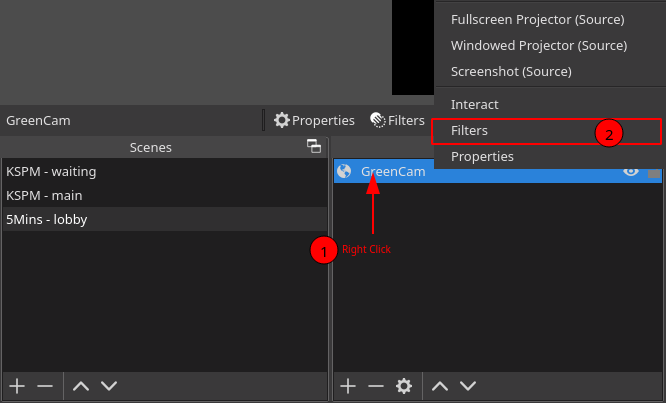 Fullscreen Projector (Source)
Windowed Projector (Source)
Screenshot (Source)
Interact
Filters
2
Properties
GreenCam
Properties
Filters
Scenes
KSPM - waiting
KSPM - main
5Mins - lobby
GreenCam
1
Right Click